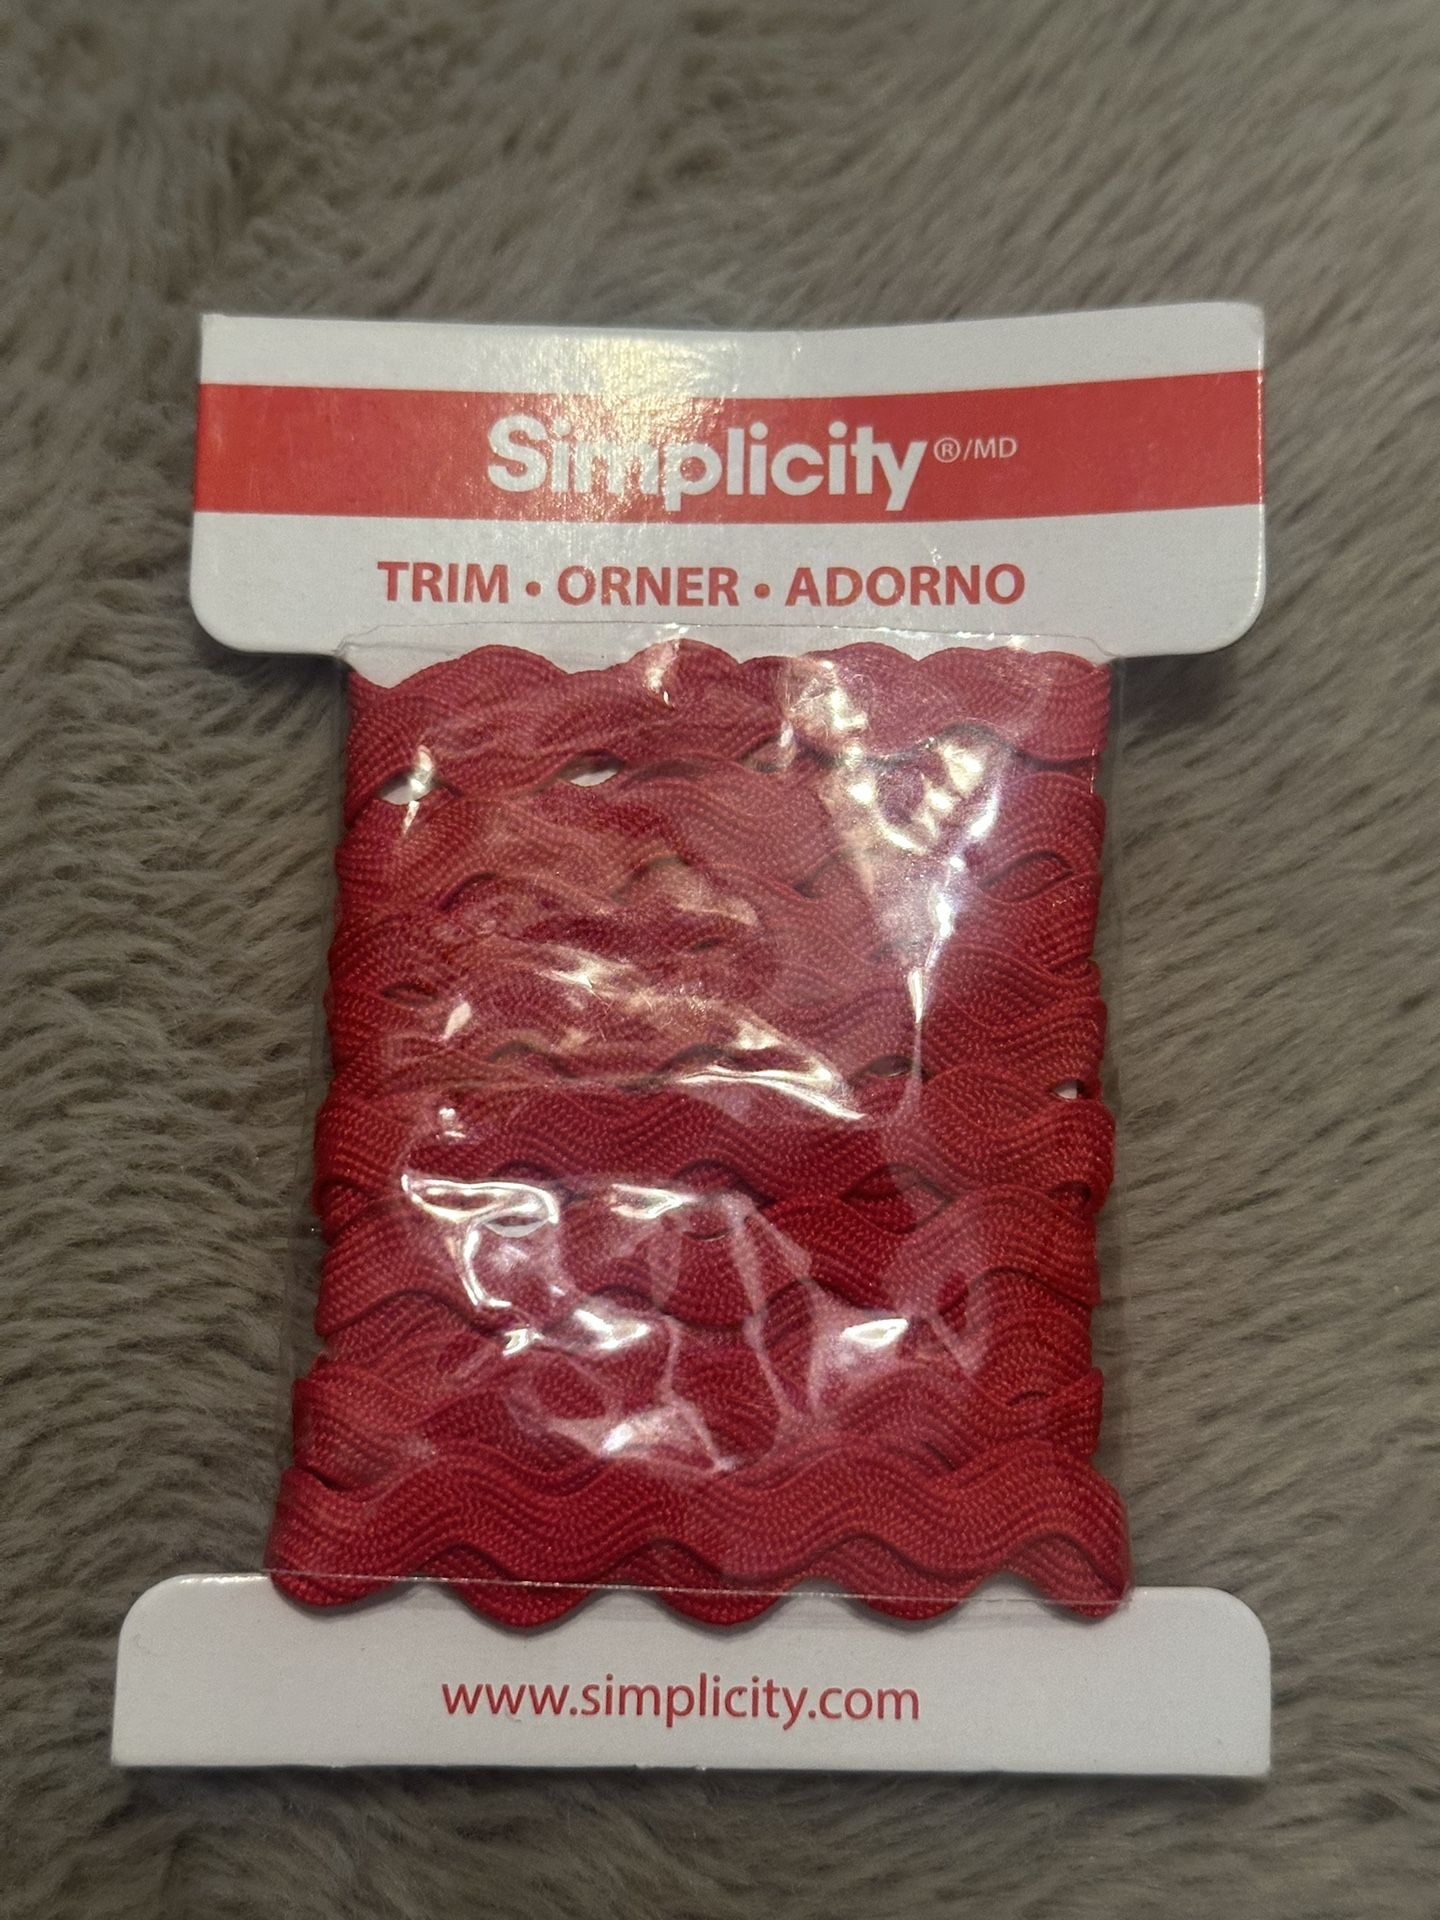 Simplicity®/MD
TRIM • ORNER • ADORNO
www.simplicity.com